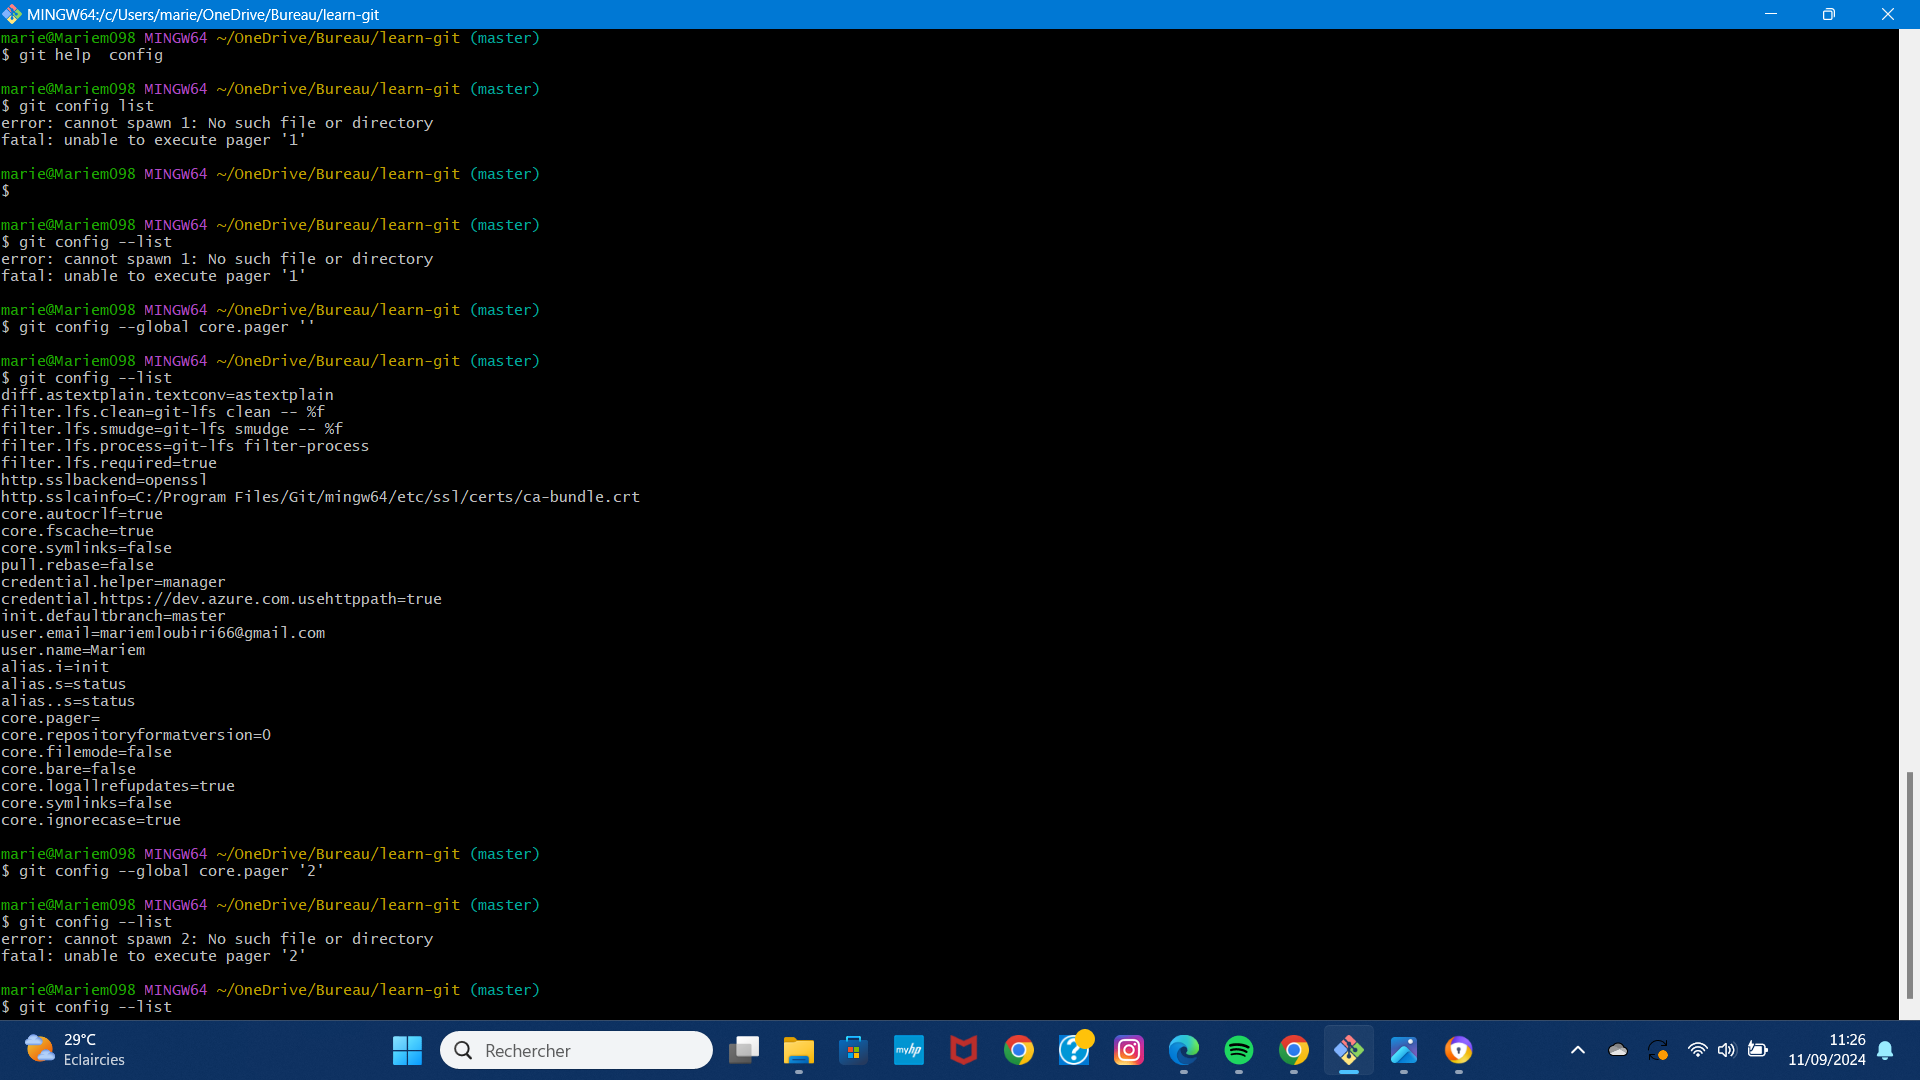 MINGW64:/c/Users/marie/OneDrive/Bureau/learn-git
marie@Mariem098 MINGW64 ~/OneDrive/Bureau/learn-git (master)
$ git help  config
marie@Mariem098 MINGW64 ~/OneDrive/Bureau/learn-git (master)
$ git config list
error: cannot spawn 1: No such file or directory
fatal: unable to execute pager '1'
marie@Mariem098 MINGW64 ~/OneDrive/Bureau/learn-git (master)
$
marie@Mariem098 MINGW64 ~/OneDrive/Bureau/learn-git (master)
$ git config --list
error: cannot spawn 1: No such file or directory
fatal: unable to execute pager '1'
marie@Mariem098 MINGW64 ~/OneDrive/Bureau/learn-git (master)
$ git config --global core.pager ''
marie@Mariem098 MINGW64 ~/OneDrive/Bureau/learn-git (master)
$ git config --list
diff.astextplain.textconv=astextplain
filter.lfs.clean=git-lfs clean -- %f
filter.lfs.smudge=git-lfs smudge -- %f
filter.lfs.process=git-lfs filter-process
filter.lfs.required=true
http.sslbackend=openssl
http.sslcainfo=C:/Program Files/Git/mingw64/etc/ssl/certs/ca-bundle.crt
core.autocrlf=true
core.fscache=true
core.symlinks=false
pull.rebase=false
credential.helper=manager
credential.https://dev.azure.com.usehttppath=true
init.defaultbranch=master
user.email=mariemloubiri66@gmail.com
user.name=Mariem
alias.i=init
alias.s=status
alias..s=status
core.pager=
core.repositoryformatversion=0
core.filemode=false
core.bare=false
core.logallrefupdates=true
core.symlinks=false
core.ignorecase=true
marie@Mariem098 MINGW64 ~/OneDrive/Bureau/learn-git (master)
$ git config --global core.pager '2'
marie@Mariem098 MINGW64 ~/OneDrive/Bureau/learn-git (master)
$ git config --list
error: cannot spawn 2: No such file or directory
fatal: unable to execute pager '2'
marie@Mariem098 MINGW64 ~/OneDrive/Bureau/learn-git (master)
$ git config --list
29°C
Eclaircies
Rechercher
myhp
11:26
11/09/2024